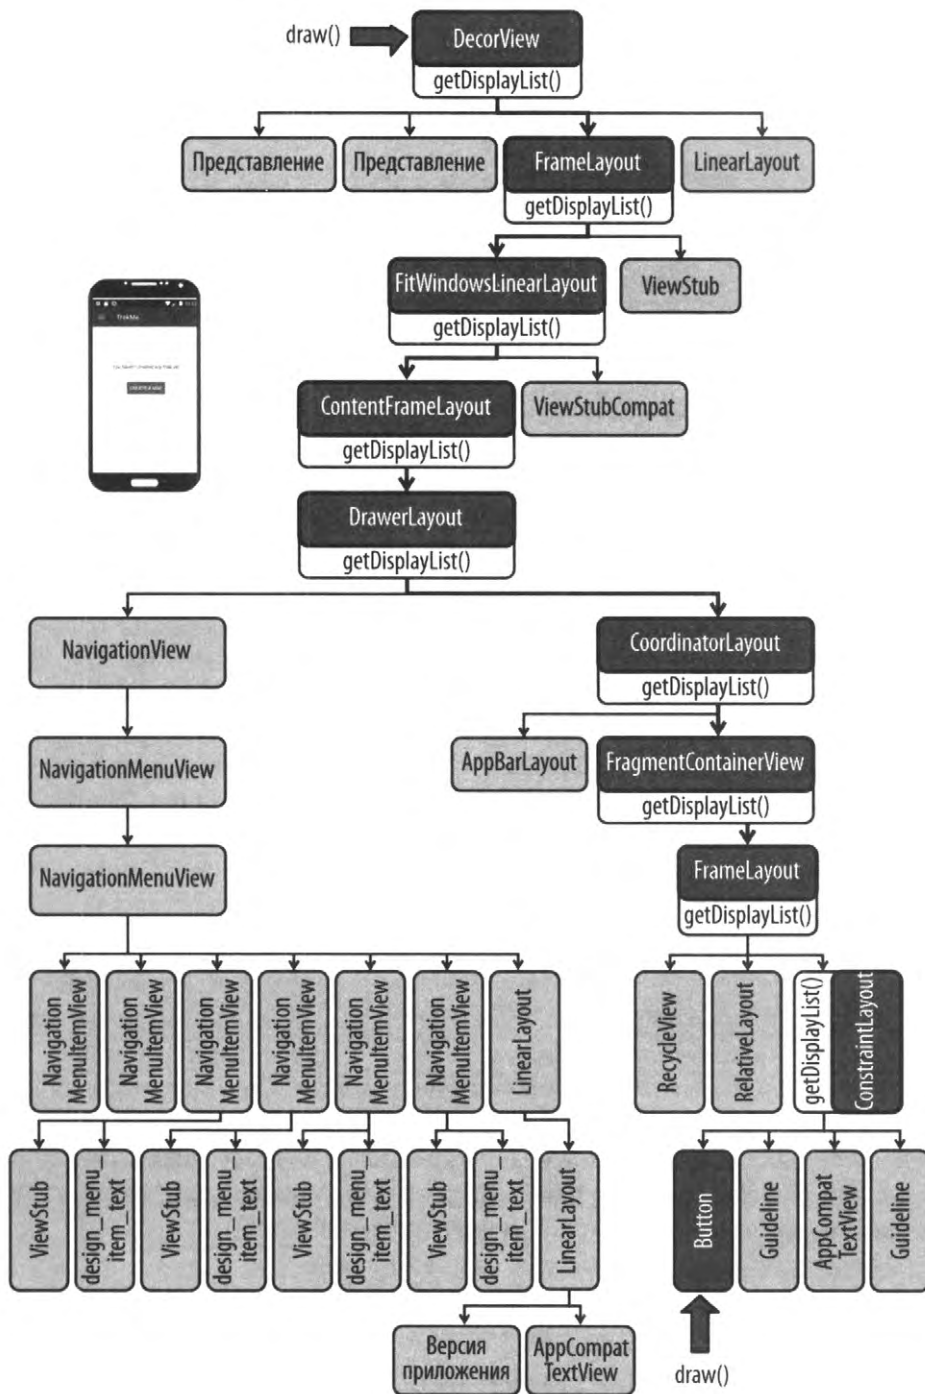 draw()
DecorView
getDisplayList()
Представление
Представление
FrameLayout
getDisplayList()
LinearLayout
FitWindowsLinearLayout
getDisplayList()
ViewStub
TrekMe
ContentFrameLayout
getDisplayList()
ViewStubCompat
DrawerLayout
getDisplayList()
NavigationView
CoordinatorLayout
getDisplayList()
NavigationMenuView
AppBarLayout
FragmentContainerView
getDisplayList()
NavigationMenuView
FrameLayout
getDisplayList()
Navigation
MenuItemView
Navigation
MenuItemView
Navigation
MenuItemView
Navigation
MenuItemView
Navigation
MenuItemView
Navigation
MenuItemView
LinearLayout
RecycleView
RelativeLayout
getDisplayList()
ConstraintLayout
ViewStub
design_menu_
item_text
ViewStub
design_menu_
item_text
ViewStub
design_menu_
item_text
ViewStub
design_menu_
item_text
LinearLayout
Button
Guideline
AppCompat
TextView
Guideline
Версия
приложения
AppCompat
TextView
draw()